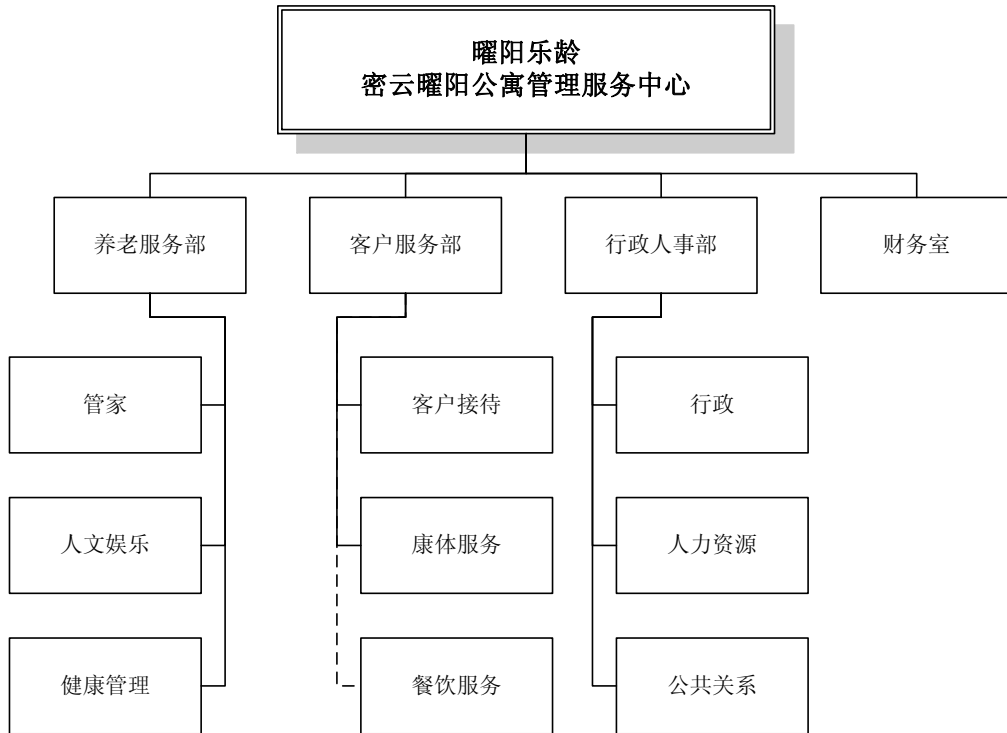 曜阳乐龄
密云曜阳公寓管理服务中心
养老服务部
客户服务部
行政人事部
财务室
管家
客户接待
行政
人文娱乐
康体服务
人力资源
健康管理
餐饮服务
公共关系